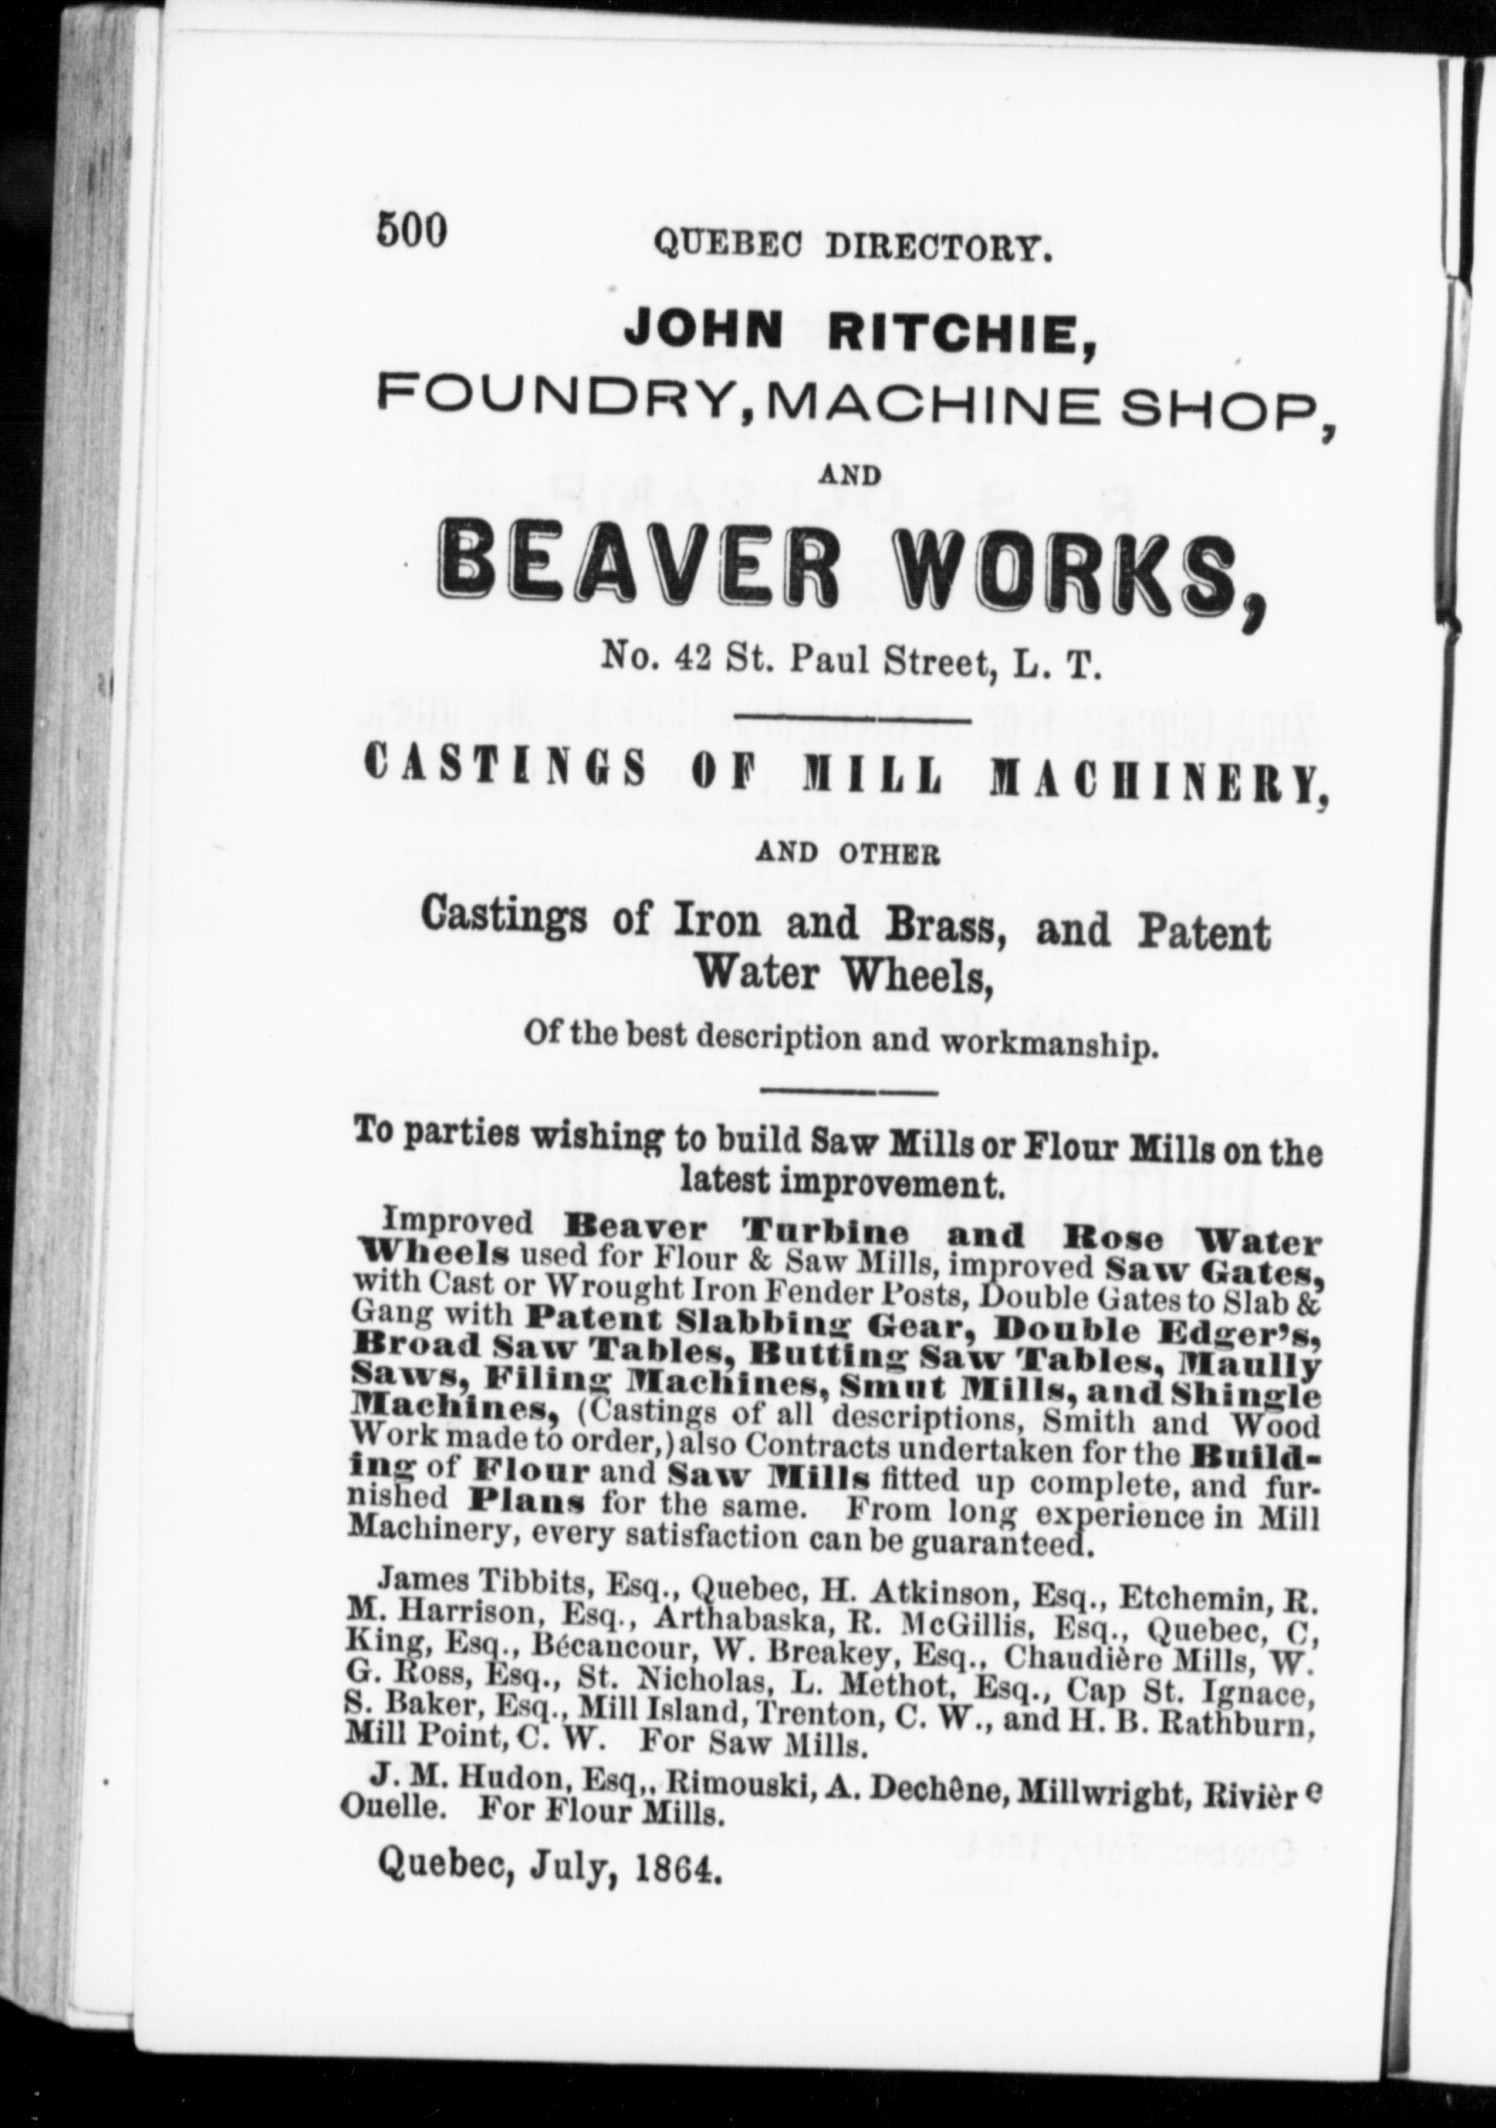 500
QUEBEC DIRECTORY.
JOHN RITCHIE,
FOUNDRY, MACHINE SHOP,
AND
BEAVER WORKS,
No. 42 St. Paul Street, L. T.
CASTINGS OF MILL MACHINERY,
AND OTHER
Castings of Iron and Brass, and Patent
Water Wheels,
Of the best description and workmanship.
To parties wishing to build Saw Mills or Flour Mills on the
latest improvement.
Improved Beaver Turbine and Rose Water
Wheels used for Flour & Saw Mills, improved Saw Gates,
with Cast or Wrought Iron Fender Posts, Double Gates to Slab &
Gang with Patent Slabbing Gear, Double Edger's,
Broad Saw Tables, Butting Saw Tables, Maully
Saws, Filing Machines, Smut Mills, and Shingle
Machines, (Castings of all descriptions, Smith and Wood
Work made to order,) also Contracts undertaken for the Build-
ing of Flour and Saw Mills fitted up complete, and fur-
nished Plans for the same. From long experience in Mill
Machinery, every satisfaction can be guaranteed.
James Tibbits, Esq., Quebec, H. Atkinson, Esq., Etchemin, R.
M. Harrison, Esq., Arthabaska, R. McGillis, Esq., Quebec, C,
King, Esq., Bécancour, W. Breakey, Esq., Chaudière Mills, W.
G. Ross, Esq., St. Nicholas, L. Methot, Esq., Cap St. Ignace,
S. Baker, Esq., Mill Island, Trenton, C. W., and H. B. Rathburn,
Mill Point, C. W. For Saw Mills.
J. M. Hudon, Esq,. Rimouski, A. Dechêne, Millwright, Rivière
Ouelle. For Flour Mills.
Quebec, July, 1864.